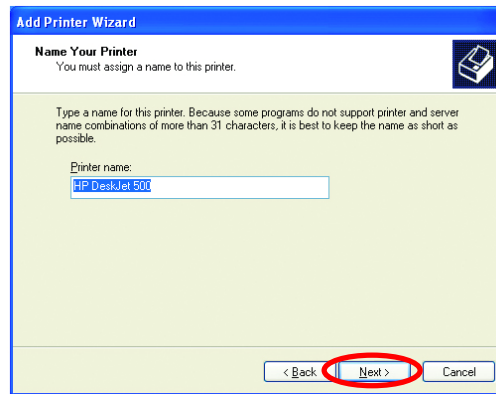 Add Printer Wizard
Name Your Printer
You must assign a name to this printer.
Type a name for this printer. Because some programs do not support printer and server
name combinations of more than 31 characters, it is best to keep the name as short as
possible.
Printer name:
HP DeskJet 500
< Back
Next >
Cancel